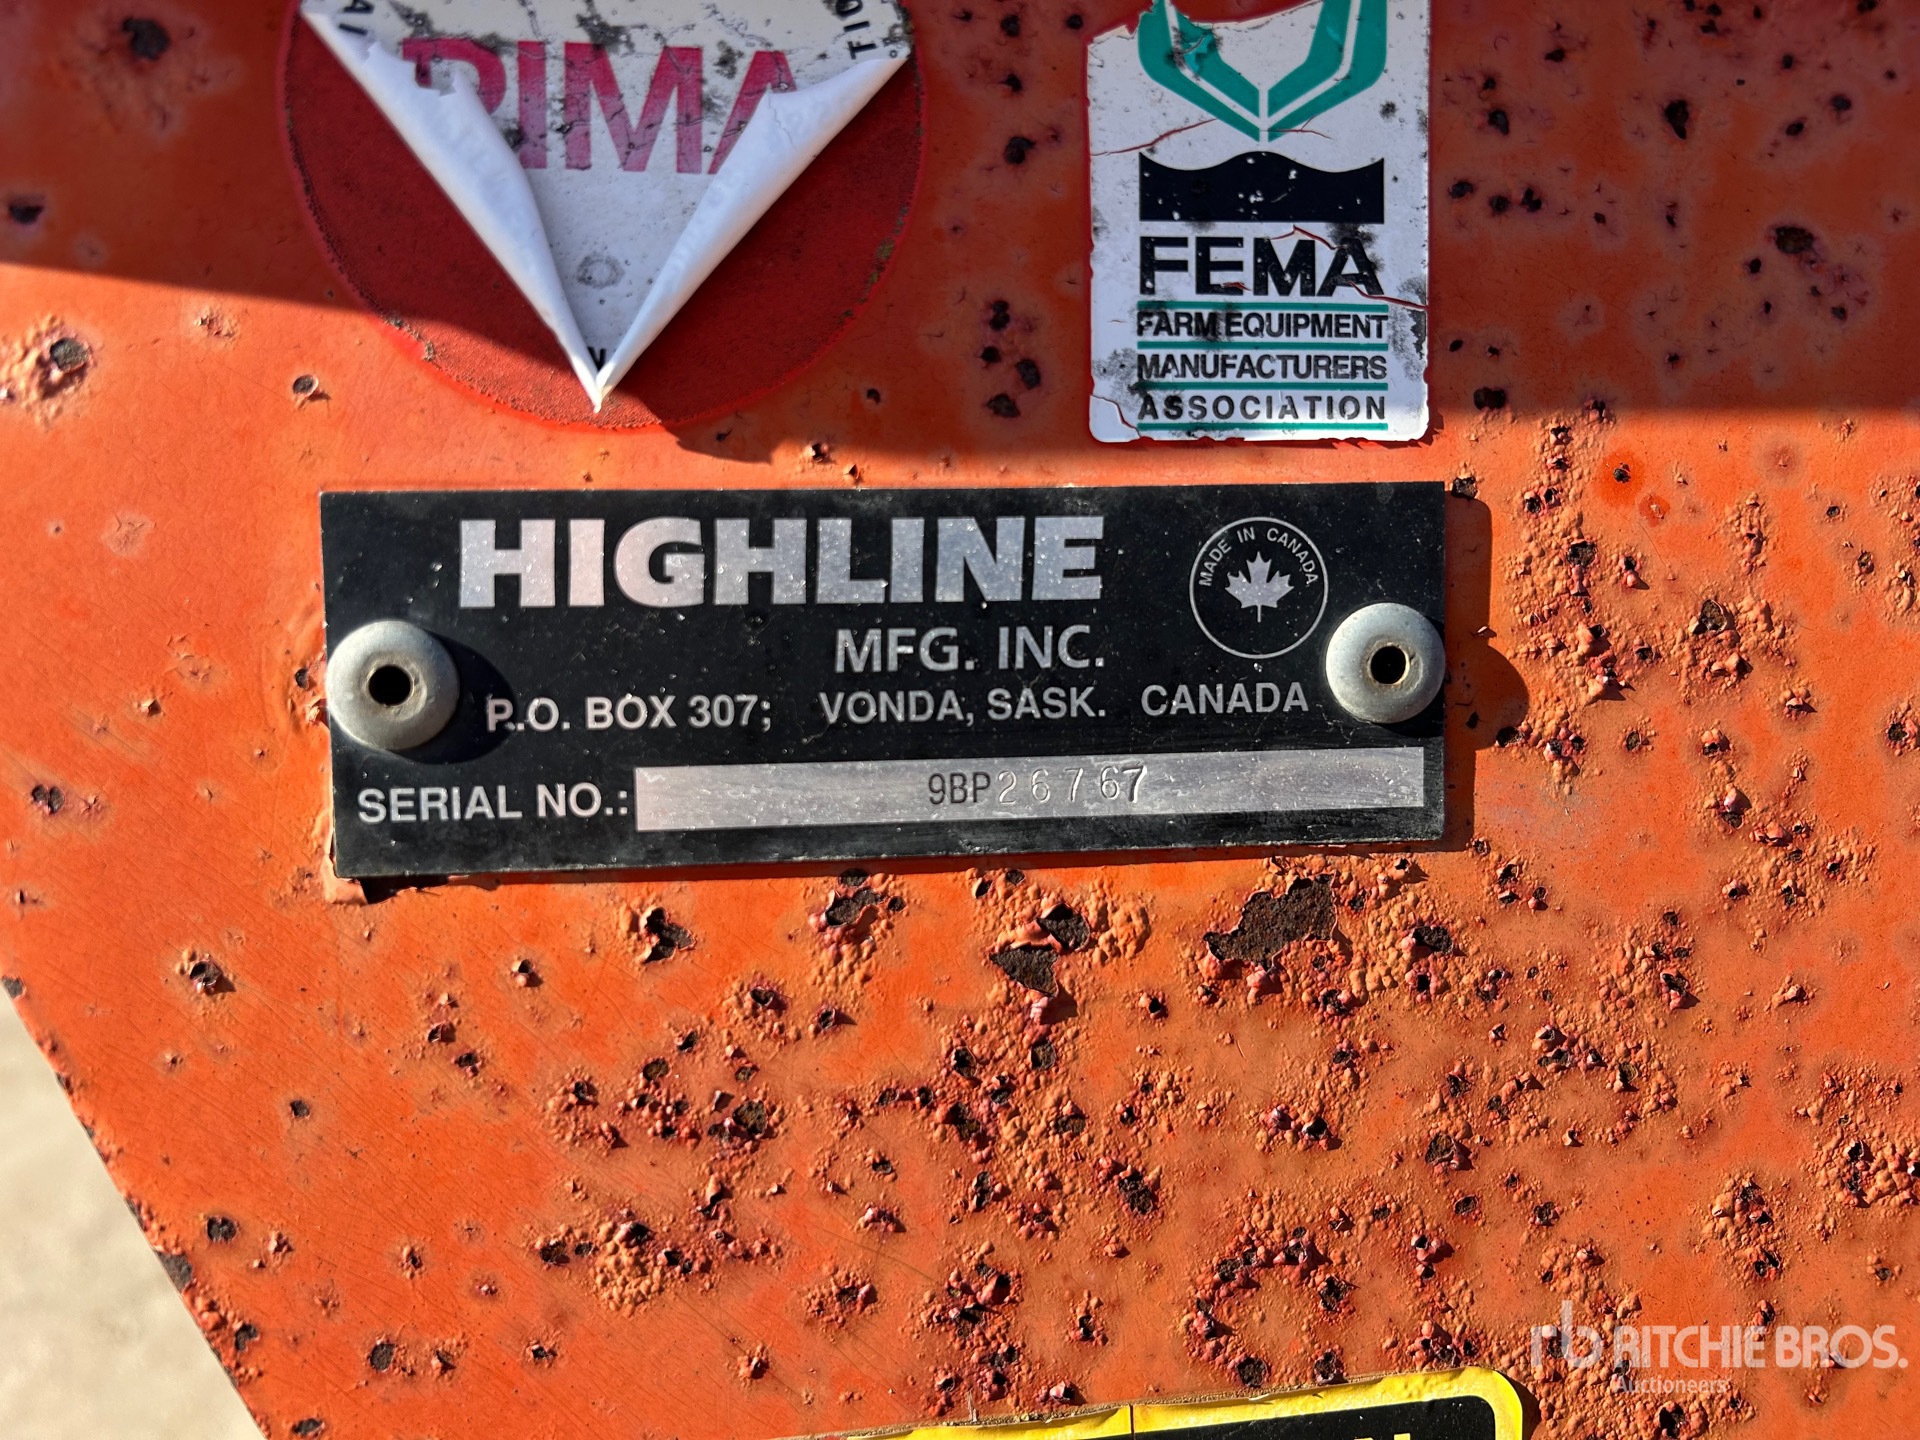 PIMA
FEMA
FARM EQUIPMENT
MANUFACTURERS
ASSOCIATION
HIGHLINE
MADE IN CANADA
MFG. INC.
P.O. BOX 307; VONDA, SASK. CANADA
SERIAL NO.: 9BP26767
rb RITCHIE BROS.
Auctioneers